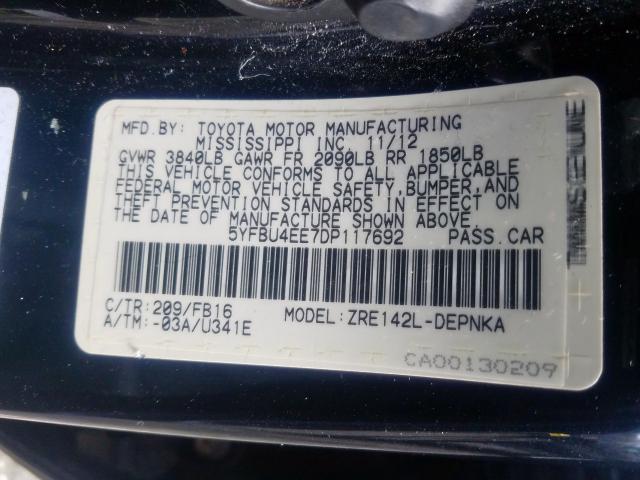 MFD.BY: TOYOTA MOTOR MANUFACTURING
MISSISSIPPI INC. 11/12
GVWR 3840LB GAWR FR 2090LB RR 1850LB
THIS VEHICLE CONFORMS TO ALL APPLICABLE
FEDERAL MOTOR VEHICLE SAFETY,BUMPER,AND
THEFT PREVENTION STANDARDS IN EFFECT ON
THE DATE OF MANUFACTURE SHOWN ABOVE.
5YFBU4EE7DP117692 PASS.CAR
C/TR:209/FB16 MODEL:ZRE142L-DEPNKA
A/TM:-03A/U341E
CA00130209